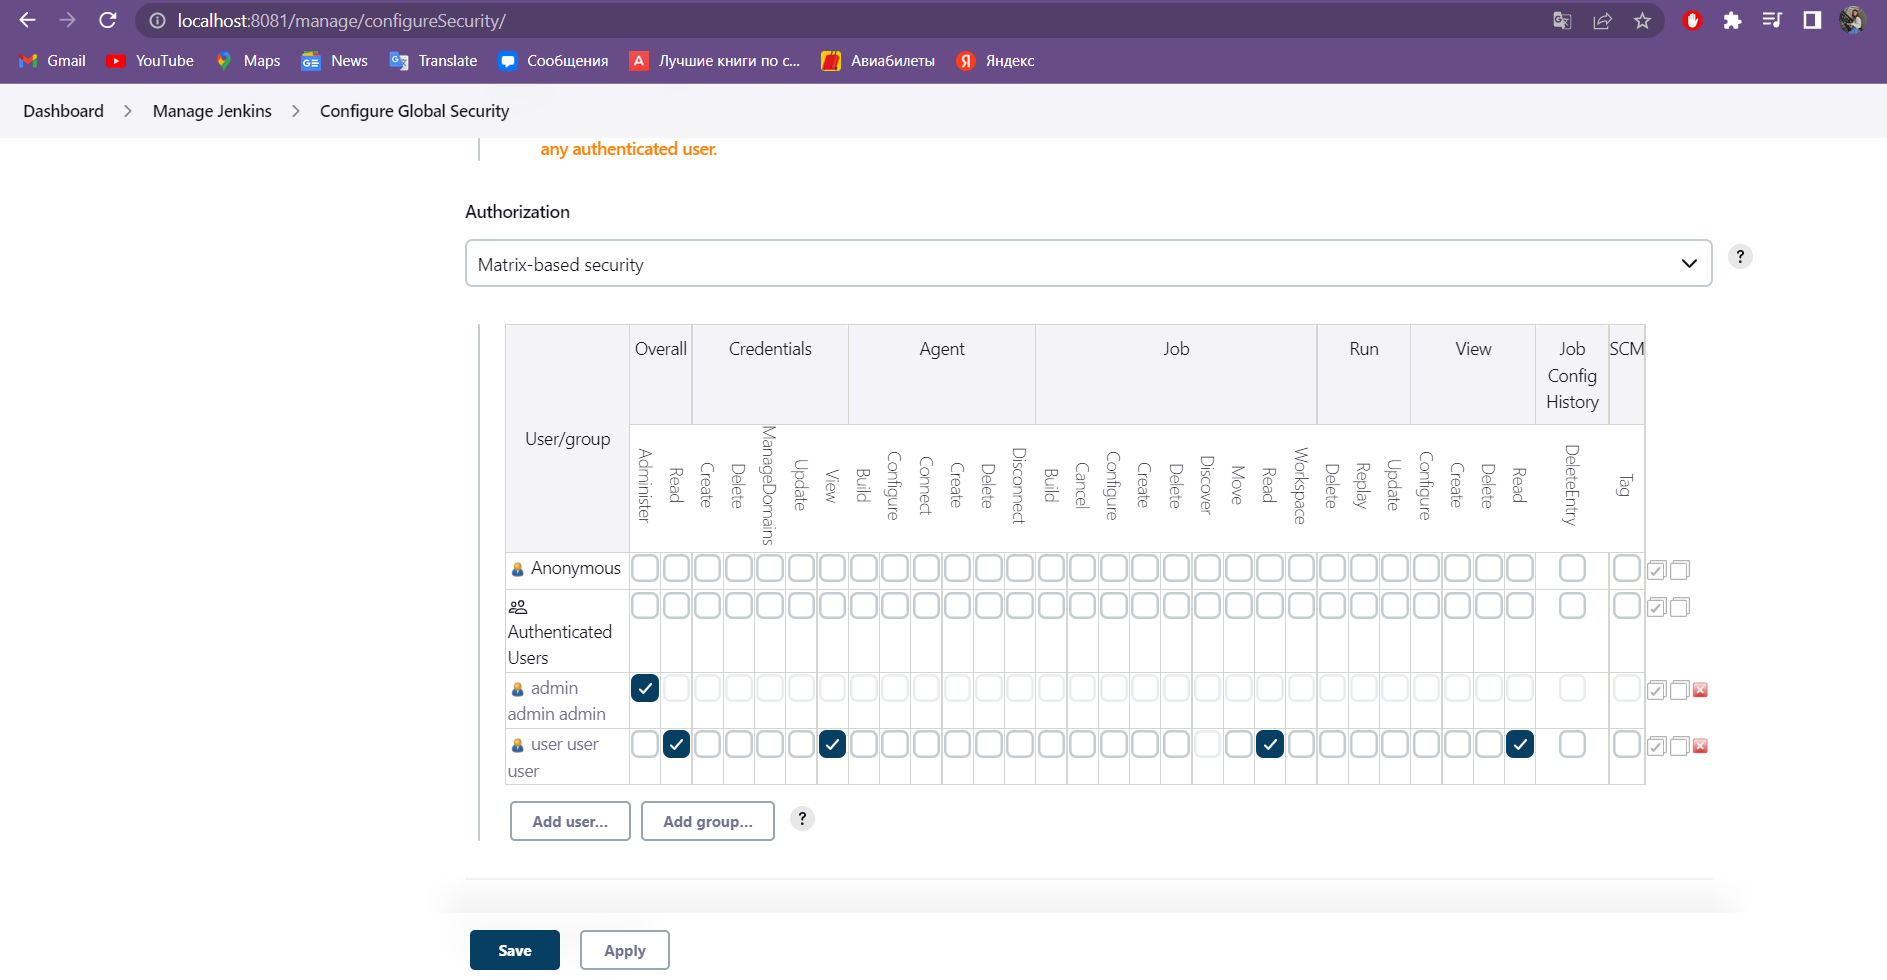 localhost:8081/manage/configureSecurity/
Gmail YouTube Maps News Translate Сообщения Лучшие книги по с... Авиабилеты Яндекс
Dashboard Manage Jenkins Configure Global Security
any authenticated user.
Authorization
Matrix-based security ?
User/group
Overall Credentials Agent Job Run View Job Config History SCM
Administer
Read
Create
Delete
ManageDomains
Update
View
Build
Configure
Connect
Create
Delete
Disconnect
Build
Cancel
Configure
Create
Delete
Discover
Move
Read
Workspace
Delete
Replay
Update
Configure
Create
Delete
Read
DeleteEntry
Tag
Anonymous
Authenticated
Users
admin
admin admin
user user
user
Add user... Add group... ?
Save Apply